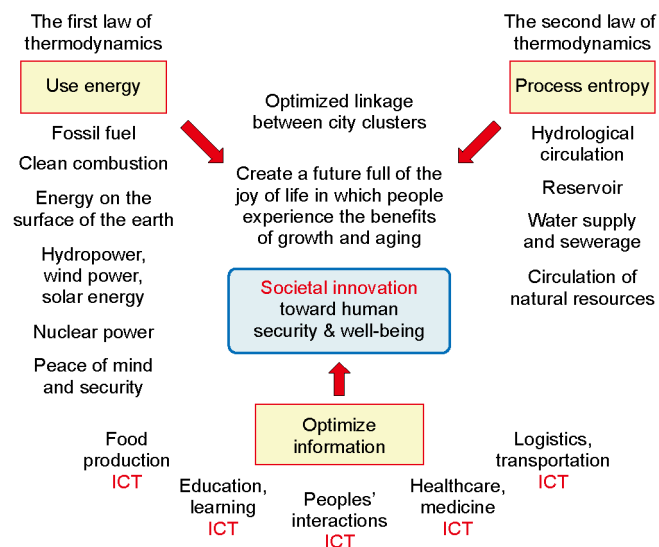 The first law of
thermodynamics
Use energy
Fossil fuel
Clean combustion
Energy on the
surface of the earth
Hydropower,
wind power,
solar energy
Nuclear power
Peace of mind
and security
Optimized linkage
between city clusters
Create a future full of the
joy of life in which people
experience the benefits
of growth and aging
Societal innovation
toward human
security & well-being
The second law of
thermodynamics
Process entropy
Hydrological
circulation
Reservoir
Water supply
and sewerage
Circulation of
natural resources
Optimize
information
Food
production
ICT
Education,
learning
ICT
Peoples’
interactions
ICT
Healthcare,
medicine
ICT
Logistics,
transportation
ICT